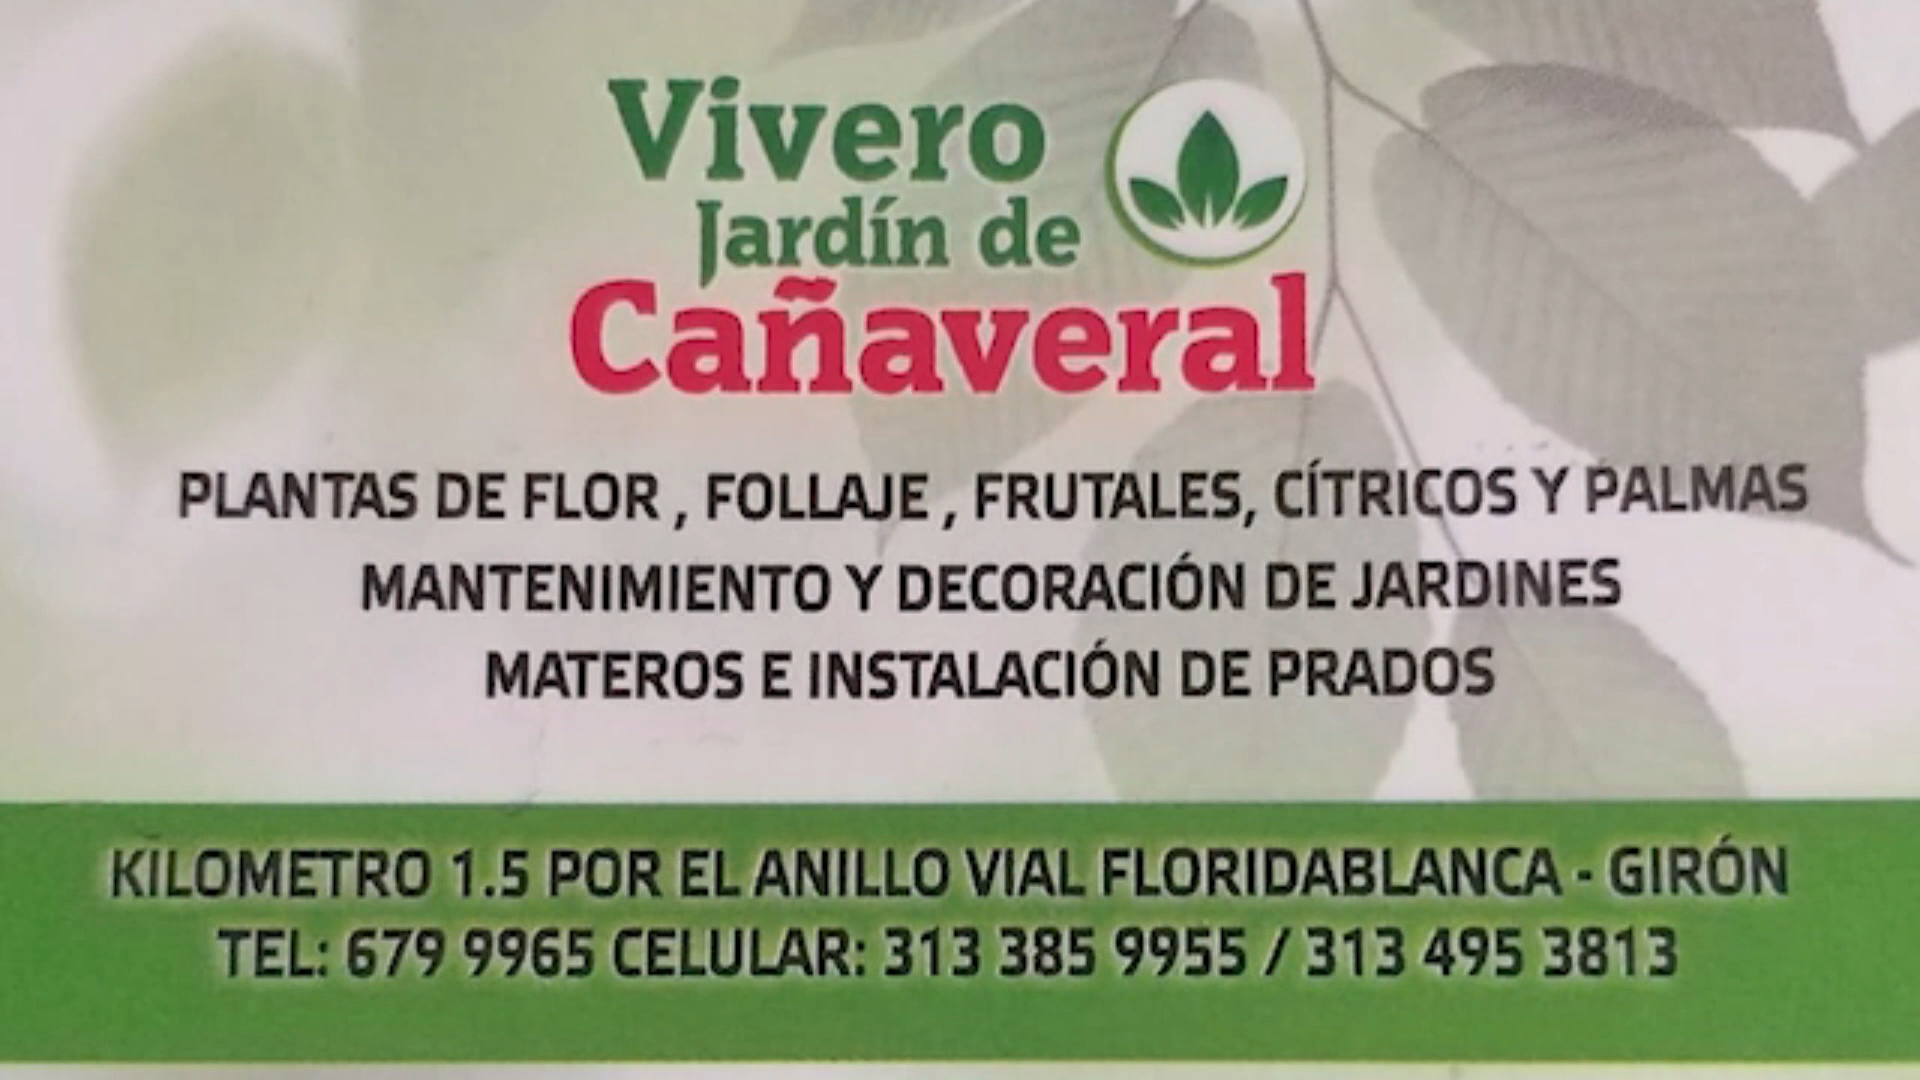 Vivero
Jardín de
Cañaveral
PLANTAS DE FLOR , FOLLAJE , FRUTALES, CÍTRICOS Y PALMAS
MANTENIMIENTO Y DECORACIÓN DE JARDINES
MATEROS E INSTALACIÓN DE PRADOS
KILOMETRO 1.5 POR EL ANILLO VIAL FLORIDABLANCA - GIRÓN
TEL: 679 9965 CELULAR: 313 385 9955 / 313 495 3813